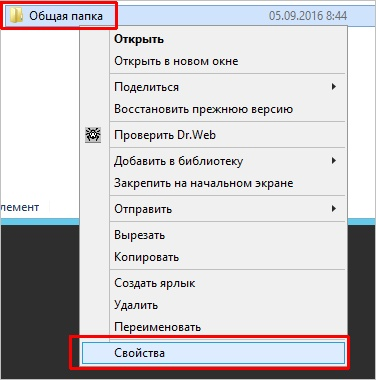 Общая папка 05.09.2016 8:44
Открыть
Открыть в новом окне
Поделиться
Восстановить прежнюю версию
Проверить Dr.Web
Добавить в библиотеку
Закрепить на начальном экране
лемент
Отправить
Вырезать
Копировать
Создать ярлык
Удалить
Переименовать
Свойства